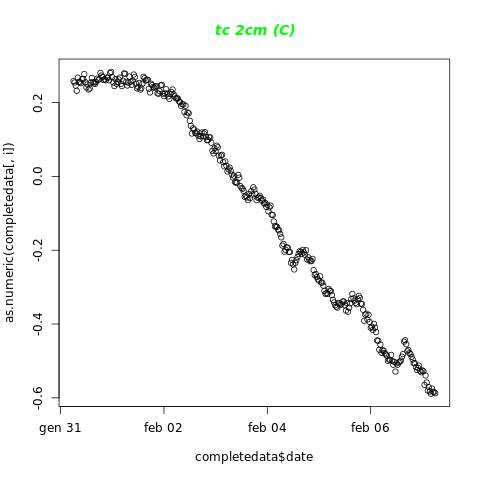 tc 2cm (C)
as.numeric(completedata[, i])
0.2
0.0
-0.2
-0.4
-0.6
gen 31 feb 02 feb 04 feb 06
completedata$date